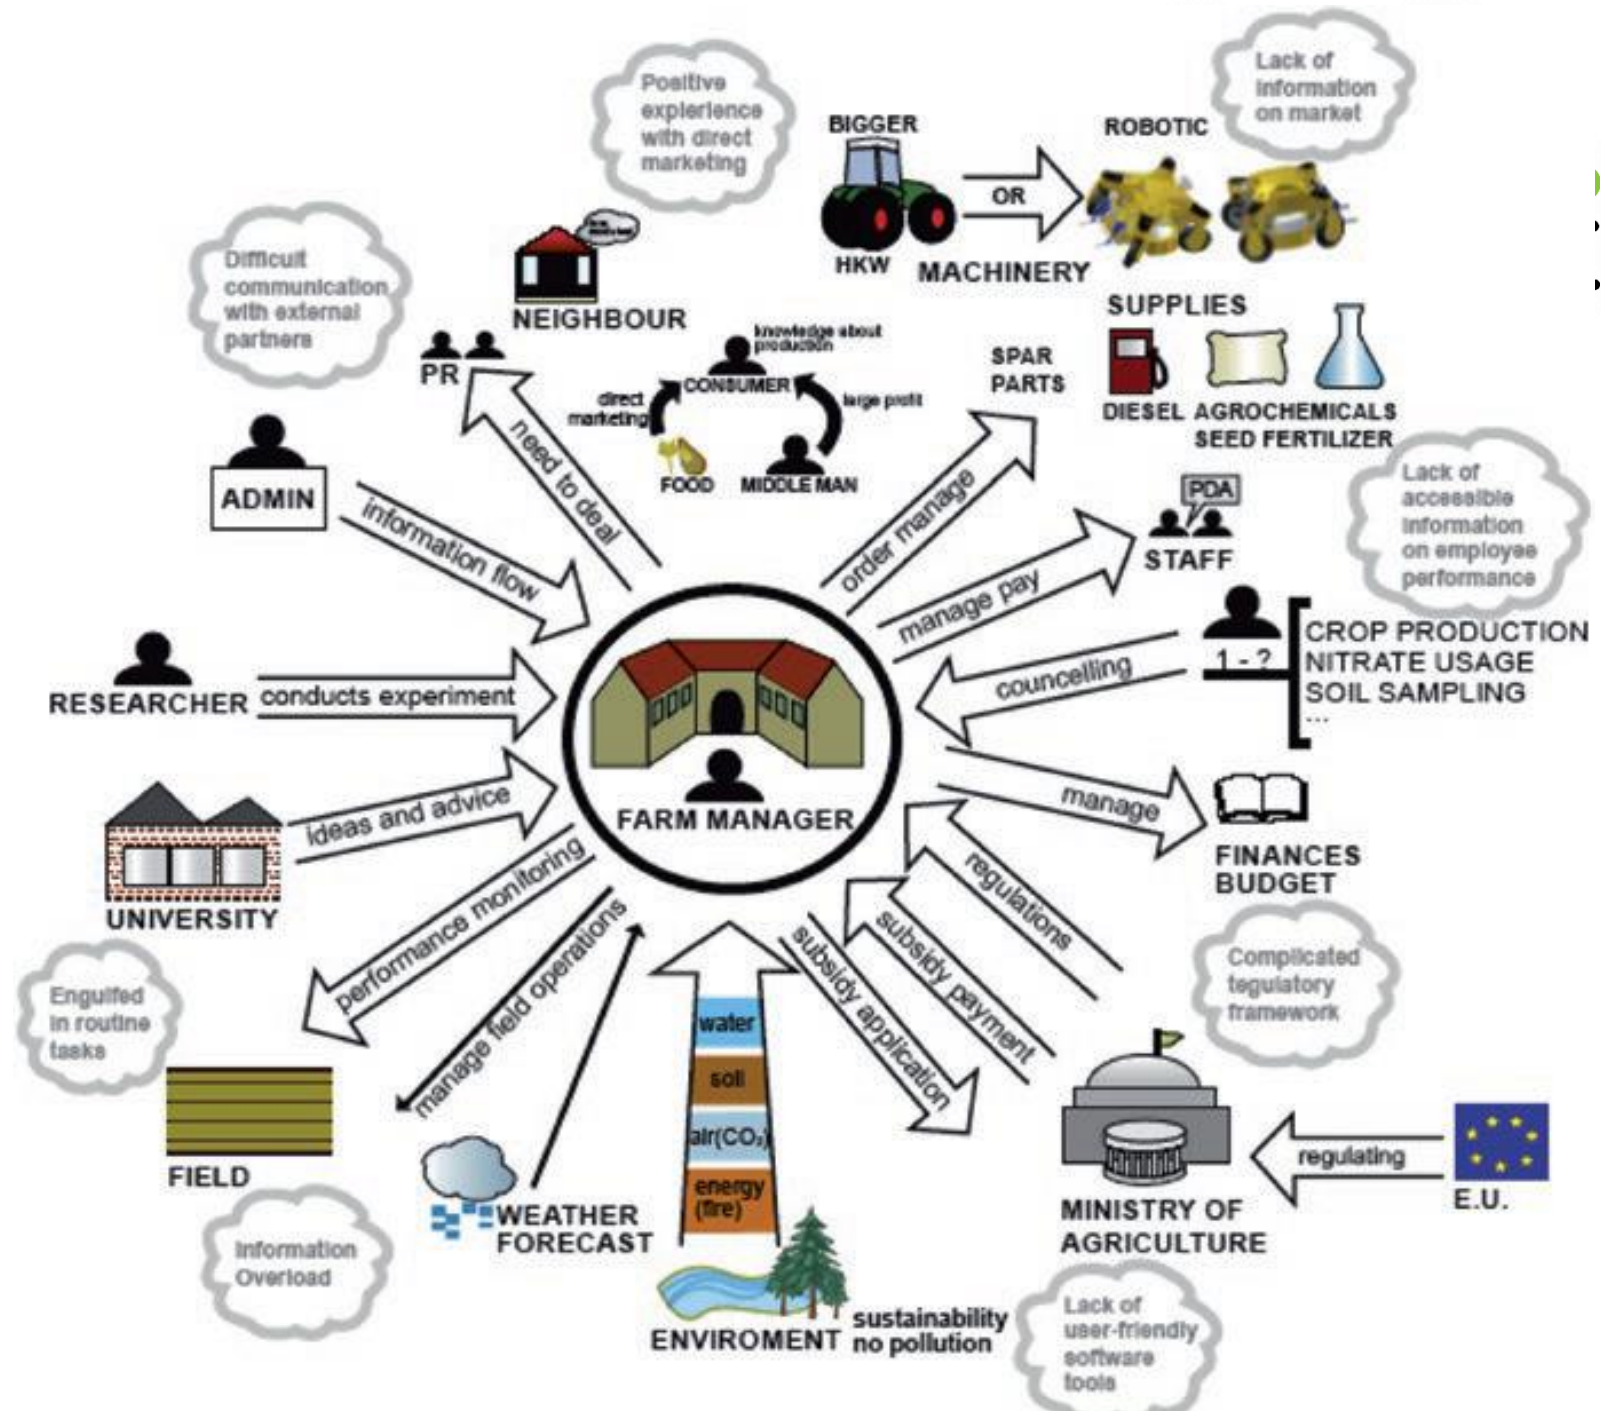 Positive
expierience
with direct
marketing
Lack of
information
on market
BIGGER
ROBOTIC
OR
HKW
MACHINERY
Difficult
communication
with external
partners
NEIGHBOUR
PR
SUPPLIES
SPAR
PARTS
DIESEL
AGROCHEMICALS
SEED FERTILIZER
knowledge about
production
CONSUMER
direct
marketing
large profit
FOOD
MIDDLE MAN
need to deal
ADMIN
information flow
order manage
PDA
STAFF
manage pay
Lack of
accessible
information
on employee
performance
1 - ?
CROP PRODUCTION
NITRATE USAGE
SOIL SAMPLING
...
councelling
RESEARCHER
conducts experiment
FARM MANAGER
manage
FINANCES
BUDGET
ideas and advice
UNIVERSITY
performance monitoring
manage field operations
regulations
subsidy payment
subsidy application
Complicated
tegulatory
framework
Engulfed
in routine
tasks
FIELD
Information
Overload
WEATHER
FORECAST
water
soil
air(CO₂)
energy
(fire)
ENVIROMENT
sustainability
no pollution
MINISTRY OF
AGRICULTURE
regulating
E.U.
Lack of
user-friendly
software
tools